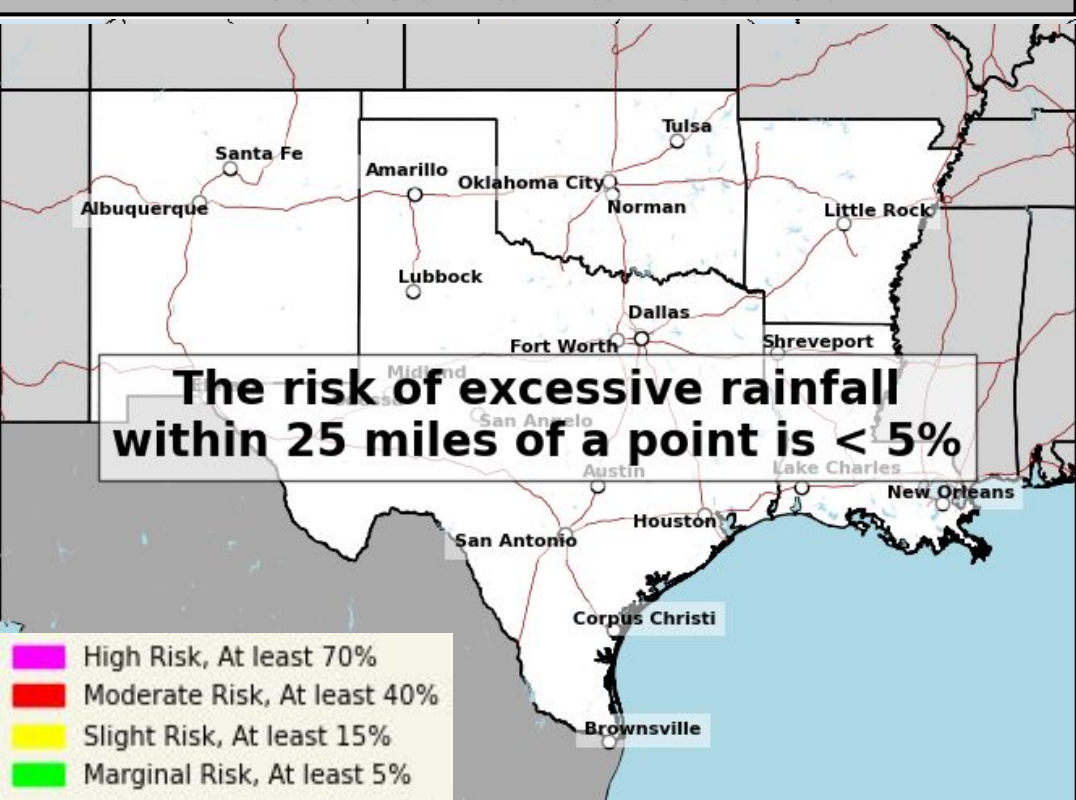 Tulsa
Santa Fe
Amarillo
Oklahoma City
Albuquerque
Norman
Little Rock
Lubbock
Dallas
Shreveport
Fort Worth
Midland
The risk of excessive rainfall
within 25 miles of a point is < 5%
San Angelo
Austin
Lake Charles
New Orleans
Houston
San Antonio
Corpus Christi
Brownsville
High Risk, At least 70%
Moderate Risk, At least 40%
Slight Risk, At least 15%
Marginal Risk, At least 5%